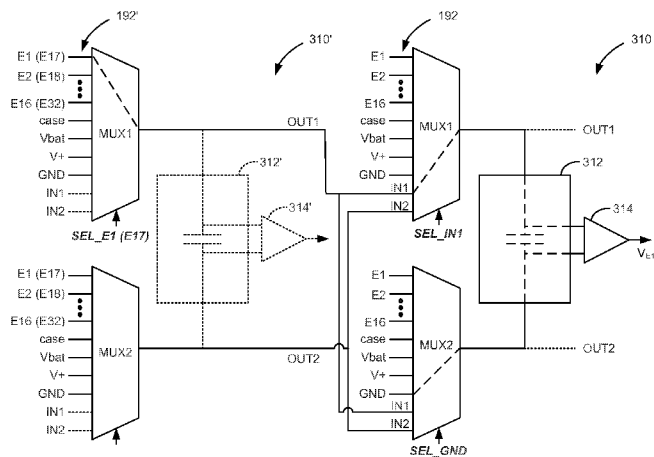 192'
310'
192
310
E1 (E17)
E2 (E18)
E16 (E32)
case
Vbat
V+
GND
IN1
IN2
MUX1
SEL_E1 (E17)
OUT1
312'
314'
E1
E2
E16
case
Vbat
V+
GND
IN1
IN2
MUX1
SEL_IN1
OUT1
312
314
VE1
E1 (E17)
E2 (E18)
E16 (E32)
case
Vbat
V+
GND
IN1
IN2
MUX2
OUT2
E1
E2
E16
case
Vbat
V+
GND
IN1
IN2
MUX2
SEL_GND
OUT2